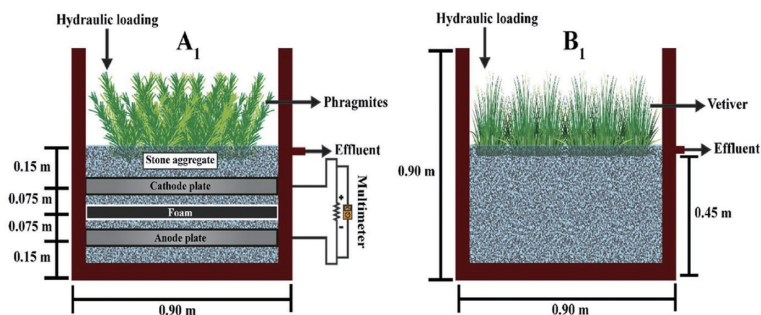 Hydraulic loading
A1
Phragmites
Effluent
Stone aggregate
Cathode plate
Foam
Anode plate
Multimeter
+
-
0.15 m
0.075 m
0.075 m
0.15 m
0.90 m
Hydraulic loading
B1
Vetiver
Effluent
0.90 m
0.45 m
0.90 m